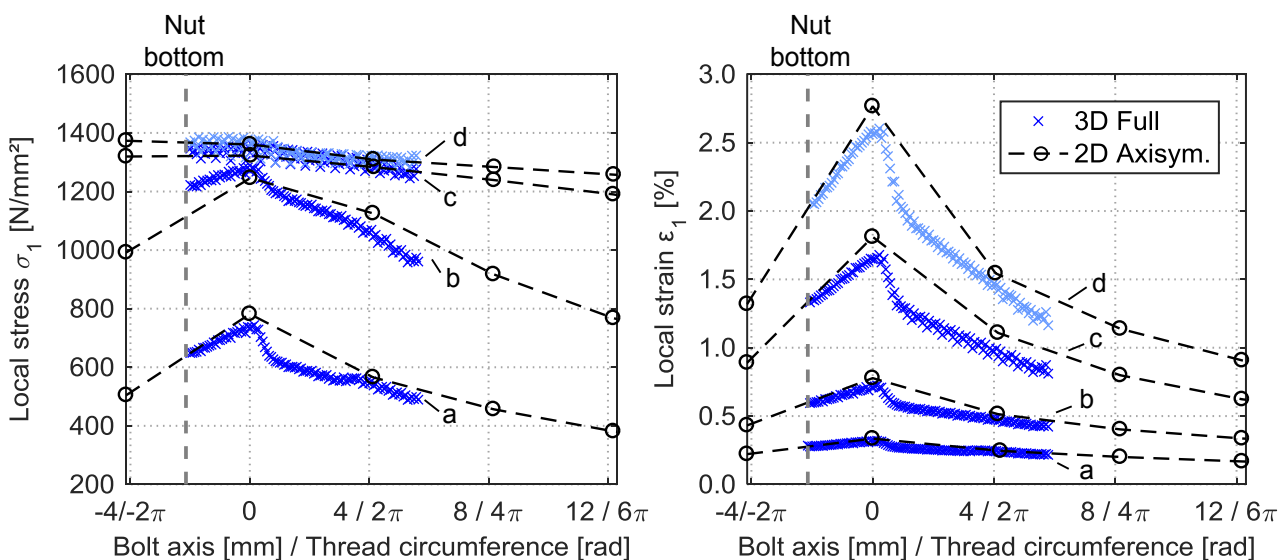 Nut
bottom
1600
1400
1200
1000
800
600
400
200
Local stress σ₁ [N/mm²]
d
c
b
a
-4/-2π
0
4 / 2π
8 / 4π
12 / 6π
Bolt axis [mm] / Thread circumference [rad]
Nut
bottom
3.0
2.5
2.0
1.5
1.0
0.5
0.0
Local strain ε₁ [%]
3D Full
2D Axisym.
d
c
b
a
-4/-2π
0
4 / 2π
8 / 4π
12 / 6π
Bolt axis [mm] / Thread circumference [rad]